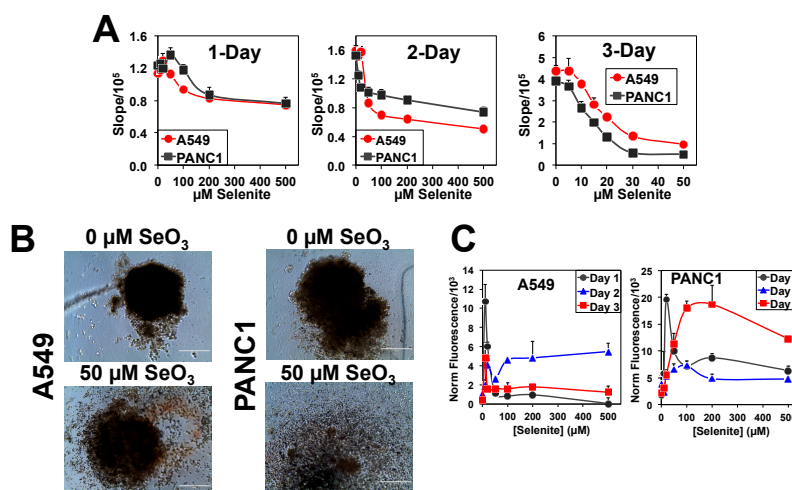 A
1-Day
2-Day
3-Day
Slope/10⁵
1.6
1.2
0.8
0.4
0.0
A549
PANC1
0 100 200 300 400 500
µM Selenite
Slope/10⁵
1.6
1.2
0.8
0.4
0.0
A549
PANC1
0 100 200 300 400 500
µM Selenite
Slope/10⁵
6
5
4
3
2
1
0
A549
PANC1
0 10 20 30 40 50
µM Selenite
B
0 µM SeO₃
0 µM SeO₃
A549
PANC1
50 µM SeO₃
50 µM SeO₃
C
A549
Day 1
Day 2
Day 3
Norm Fluorescence/10³
14
12
10
8
6
4
2
0
0 100 200 300 400 500
[Selenite] (µM)
PANC1
Day
Day
Day
Norm Fluorescence/10³
25
20
15
10
5
0
0 100 200 300 400 50
[Selenite] (µM)